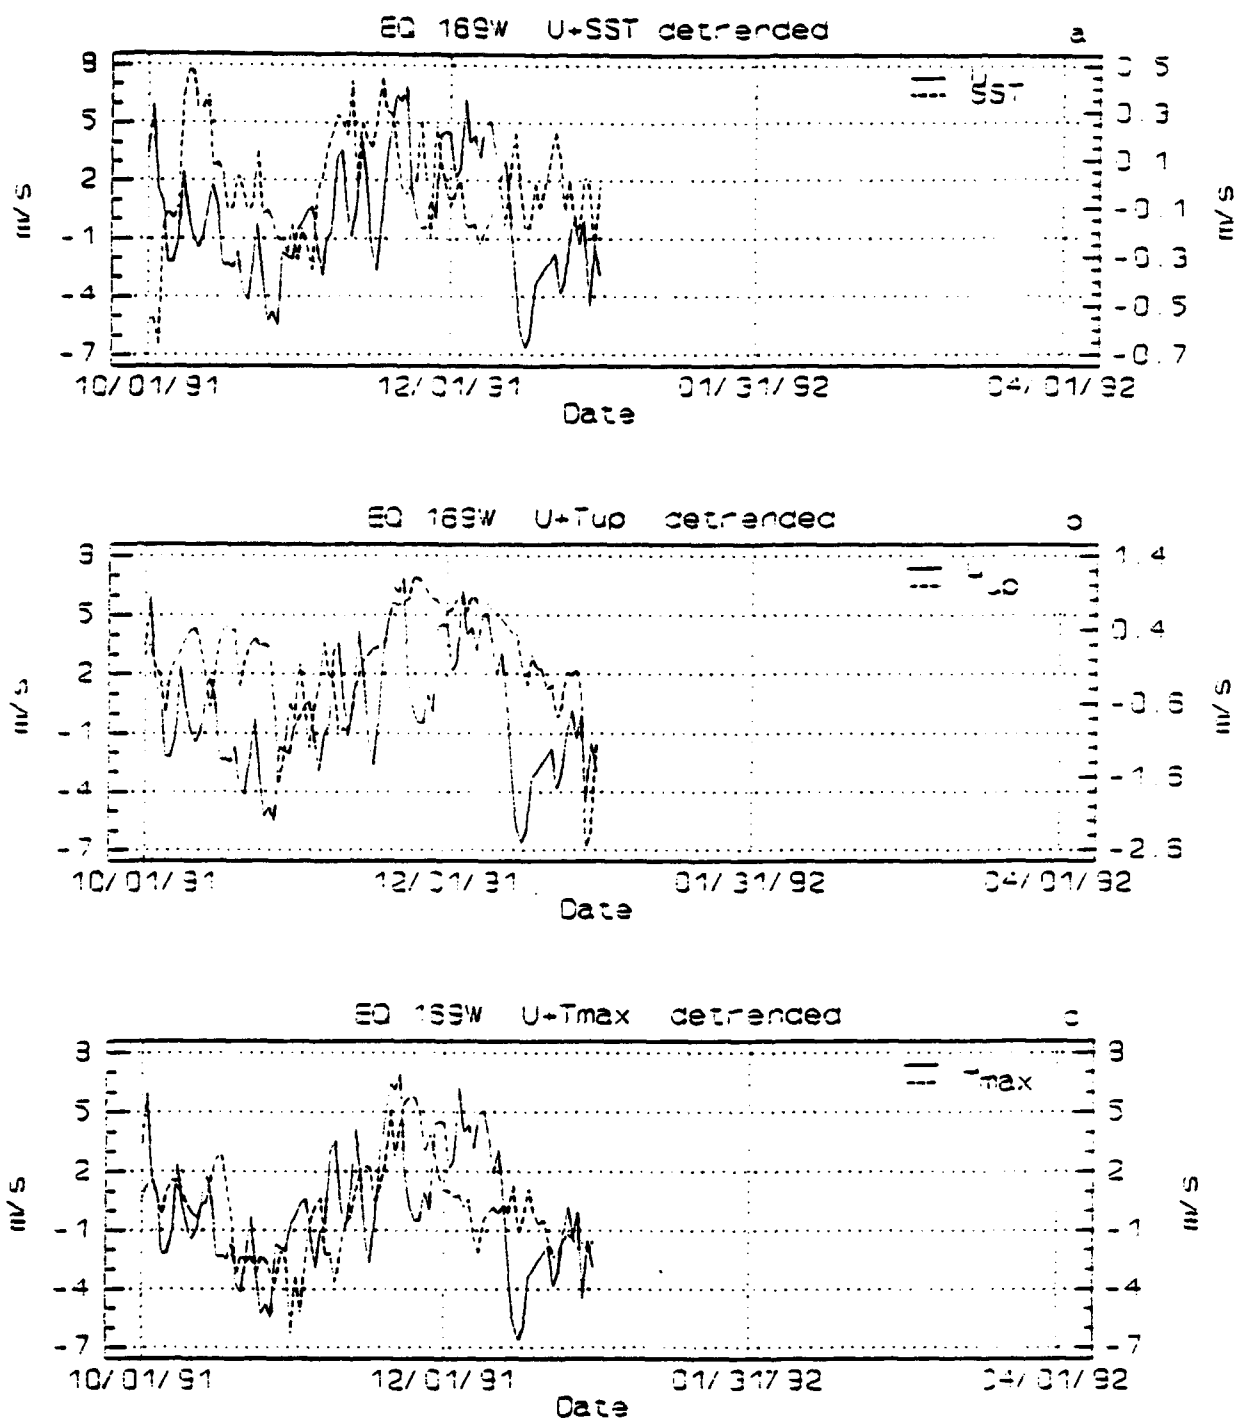 EQ 169W U+SST detrended a
8 0.5
U
SST
5 0.3
0.1
2
m/s m/s
-0.1
-1
-0.3
-4
-0.5
-7 -0.7
10/01/91 12/01/91 01/31/92 04/01/92
Date
EQ 169W U+Tup detrended b
8 1.4
U
up
5 0.4
2
m/s -0.6 m/s
-1
-1.6
-4
-7 -2.6
10/01/91 12/01/91 01/31/92 04/01/92
Date
EQ 169W U+Tmax detrended c
8 8
Tmax
5 5
2 2
m/s m/s
-1 -1
-4 -4
-7 -7
10/01/91 12/01/91 01/31/92 04/01/92
Date